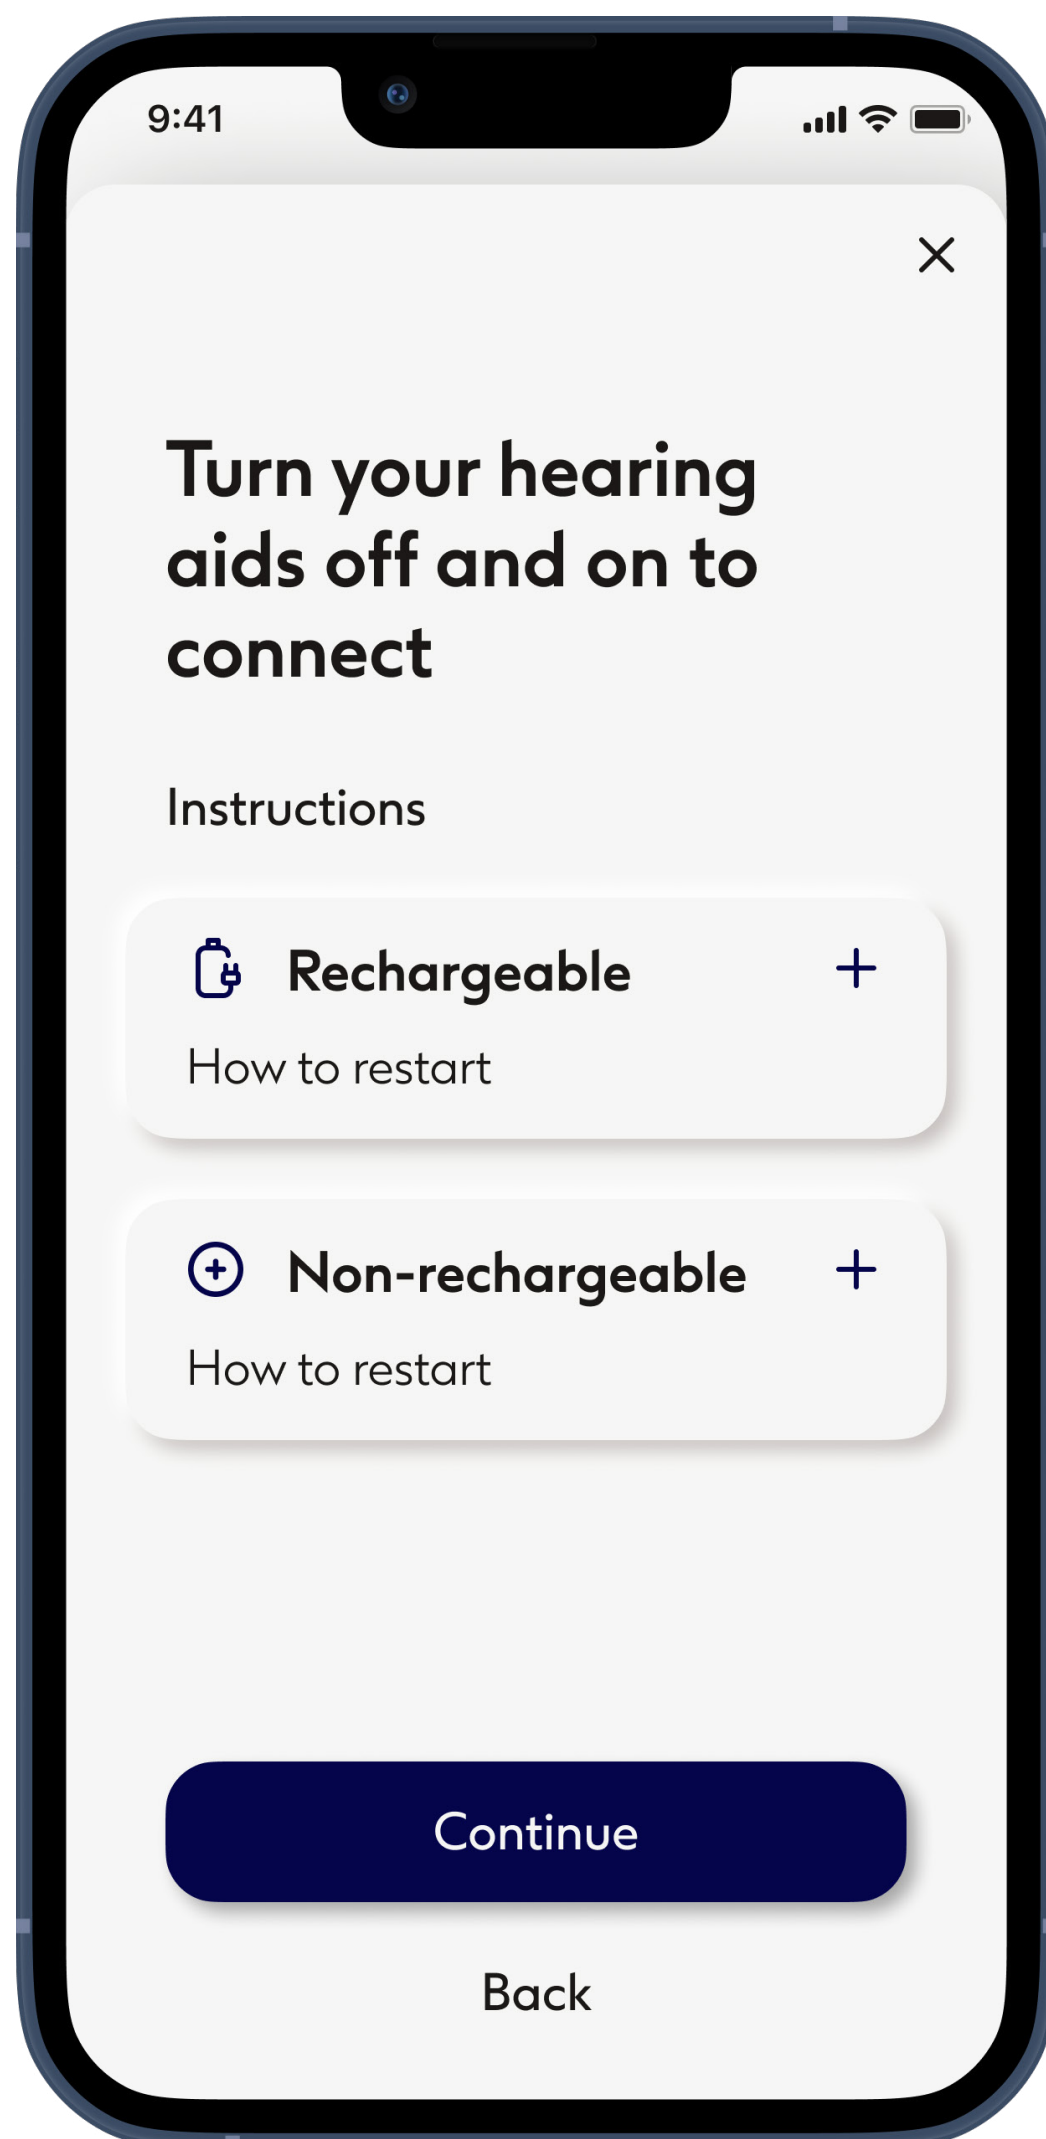 9:41
Turn your hearing
aids off and on to
connect
Instructions
Rechargeable
How to restart
Non-rechargeable
How to restart
Continue
Back